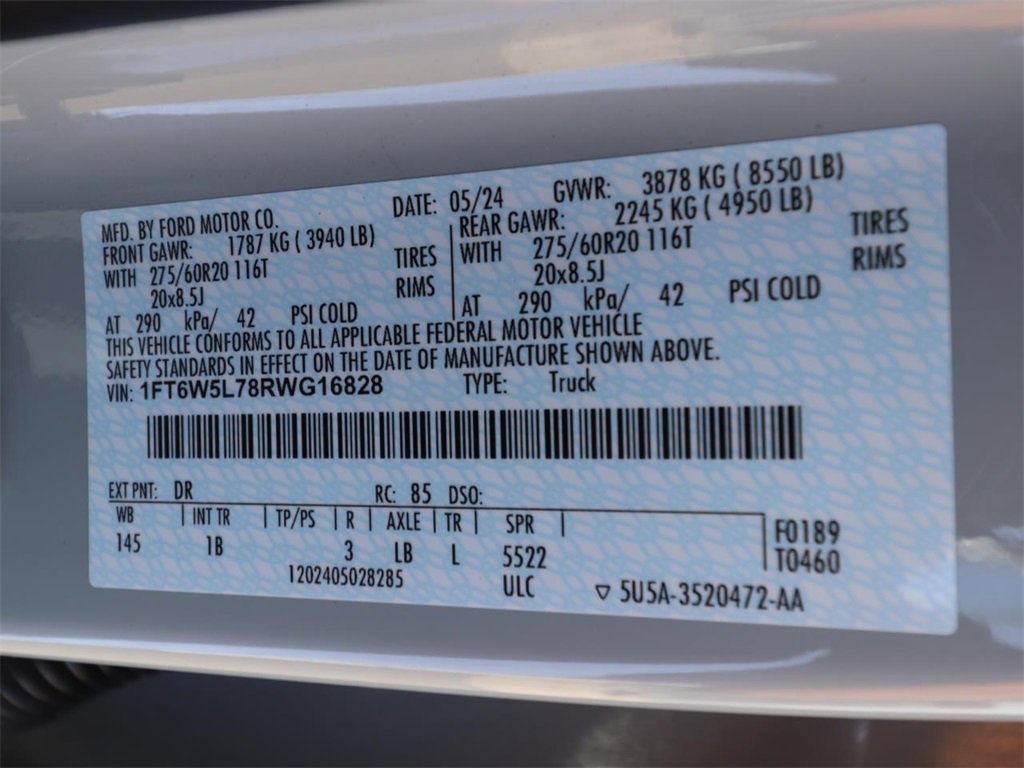 MFD. BY FORD MOTOR CO. DATE: 05/24 GVWR: 3878 KG ( 8550 LB)
FRONT GAWR: 1787 KG ( 3940 LB) REAR GAWR: 2245 KG ( 4950 LB)
WITH 275/60R20 116T TIRES WITH 275/60R20 116T TIRES
20x8.5J RIMS 20x8.5J RIMS
AT 290 kPa/ 42 PSI COLD AT 290 kPa/ 42 PSI COLD
THIS VEHICLE CONFORMS TO ALL APPLICABLE FEDERAL MOTOR VEHICLE
SAFETY STANDARDS IN EFFECT ON THE DATE OF MANUFACTURE SHOWN ABOVE.
VIN: 1FT6W5L78RWG16828 TYPE: Truck
EXT PNT: DR RC: 85 DSO:
WB INT TR TP/PS R AXLE TR SPR F0189
145 1B 3 LB L 5522 T0460
1202405028285 ULC ▽ 5U5A-3520472-AA